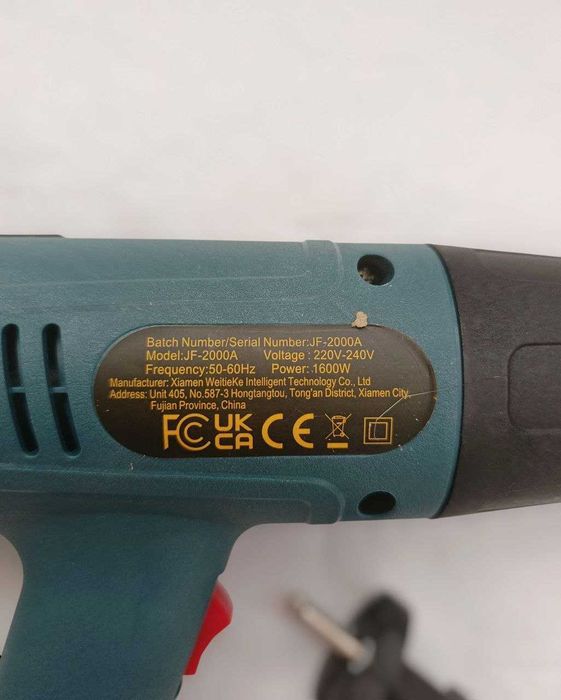 Batch Number/Serial Number:JF-2000A
Model:JF-2000A Voltage : 220V-240V
Frequency:50-60Hz Power: 1600W
Manufacturer: Xiamen WeitieKe Intelligent Technology Co., Ltd
Address: Unit 405, No.587-3 Hongtangtou, Tong'an District, Xiamen City,
Fujian Province, China
FC UK CA CE